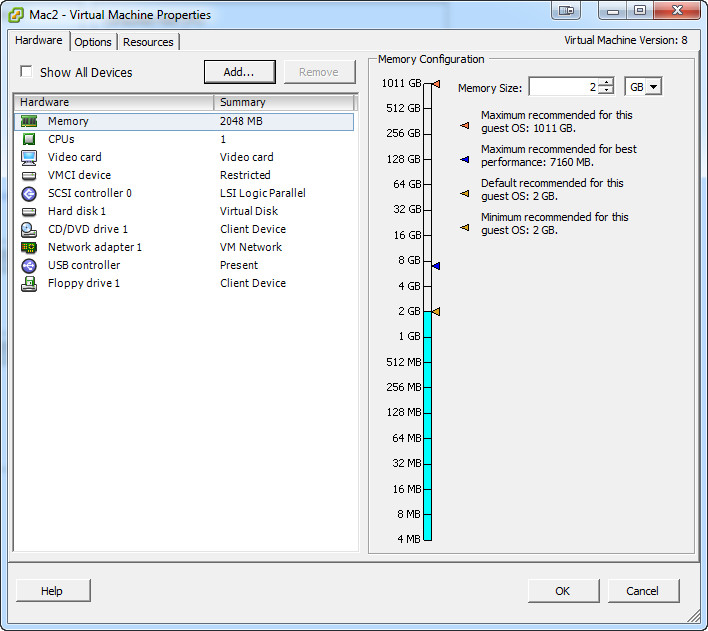 Mac2 - Virtual Machine Properties
Hardware Options Resources
Virtual Machine Version: 8
Show All Devices
Add...
Remove
Hardware Summary
Memory 2048 MB
CPUs 1
Video card Video card
VMCI device Restricted
SCSI controller 0 LSI Logic Parallel
Hard disk 1 Virtual Disk
CD/DVD drive 1 Client Device
Network adapter 1 VM Network
USB controller Present
Floppy drive 1 Client Device
Memory Configuration
1011 GB
512 GB
256 GB
128 GB
64 GB
32 GB
16 GB
8 GB
4 GB
2 GB
1 GB
512 MB
256 MB
128 MB
64 MB
32 MB
16 MB
8 MB
4 MB
Memory Size: 2 GB
Maximum recommended for this
guest OS: 1011 GB.
Maximum recommended for best
performance: 7160 MB.
Default recommended for this
guest OS: 2 GB.
Minimum recommended for this
guest OS: 2 GB.
Help
OK
Cancel